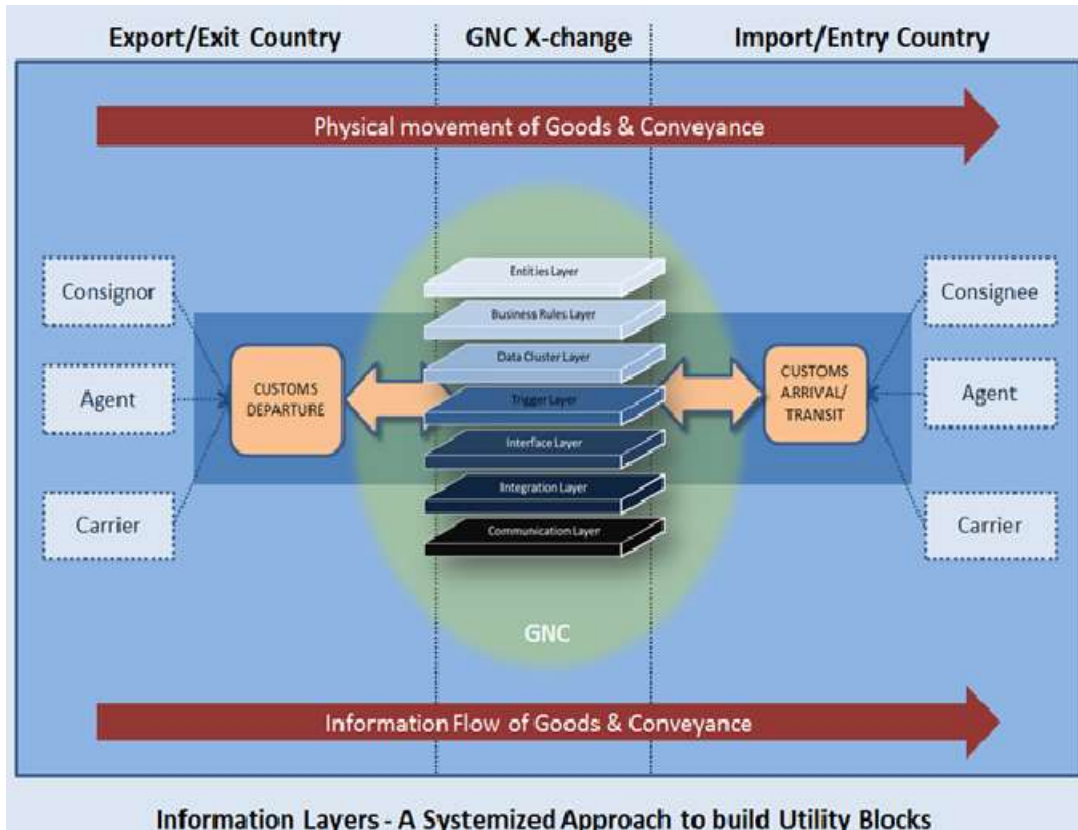 Export/Exit Country
GNC X-change
Import/Entry Country
Physical movement of Goods & Conveyance
Consignor
Agent
Carrier
CUSTOMS
DEPARTURE
Entities Layer
Business Rules Layer
Data Cluster Layer
Trigger Layer
Interface Layer
Integration Layer
Communication Layer
GNC
CUSTOMS
ARRIVAL/
TRANSIT
Consignee
Agent
Carrier
Information Flow of Goods & Conveyance
Information Layers - A Systemized Approach to build Utility Blocks